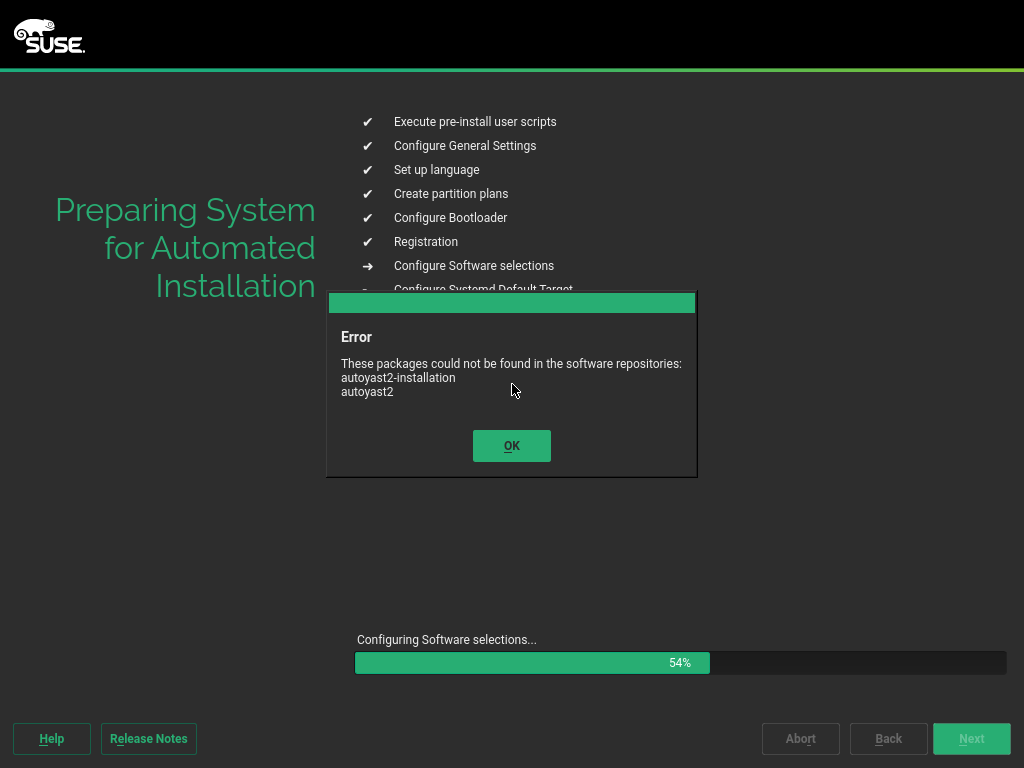 SUSE.
Execute pre-install user scripts
Configure General Settings
Set up language
Create partition plans
Configure Bootloader
Registration
Configure Software selections
Configure Systemd Default Target
Preparing System
for Automated
Installation
Error
These packages could not be found in the software repositories:
autoyast2-installation
autoyast2
OK
Configuring Software selections...
54%
Help
Release Notes
Abort
Back
Next